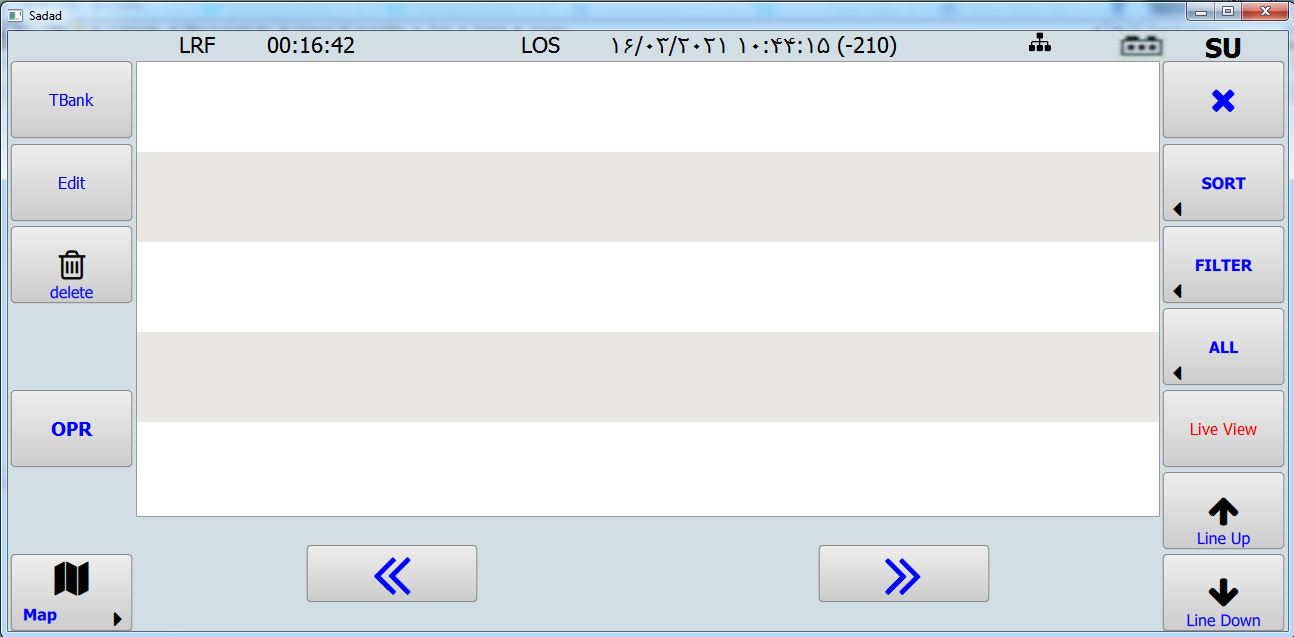 Sadad
LRF 00:16:42 LOS ۱۶/۰۳/۲۰۲۱ ۱۰:۴۴:۱۵ (-210) SU
TBank
Edit
SORT
FILTER
delete
ALL
OPR
Live View
Line Up
Map
Line Down